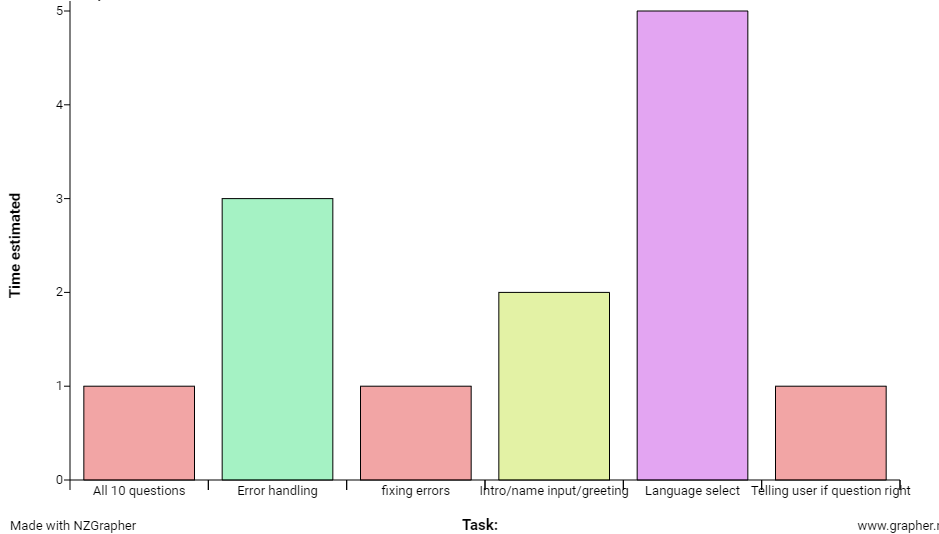 5
4
3
2
1
0
Time estimated
All 10 questions
Error handling
fixing errors
Intro/name input/greeting
Language select
Telling user if question right
Task:
Made with NZGrapher
www.grapher.n